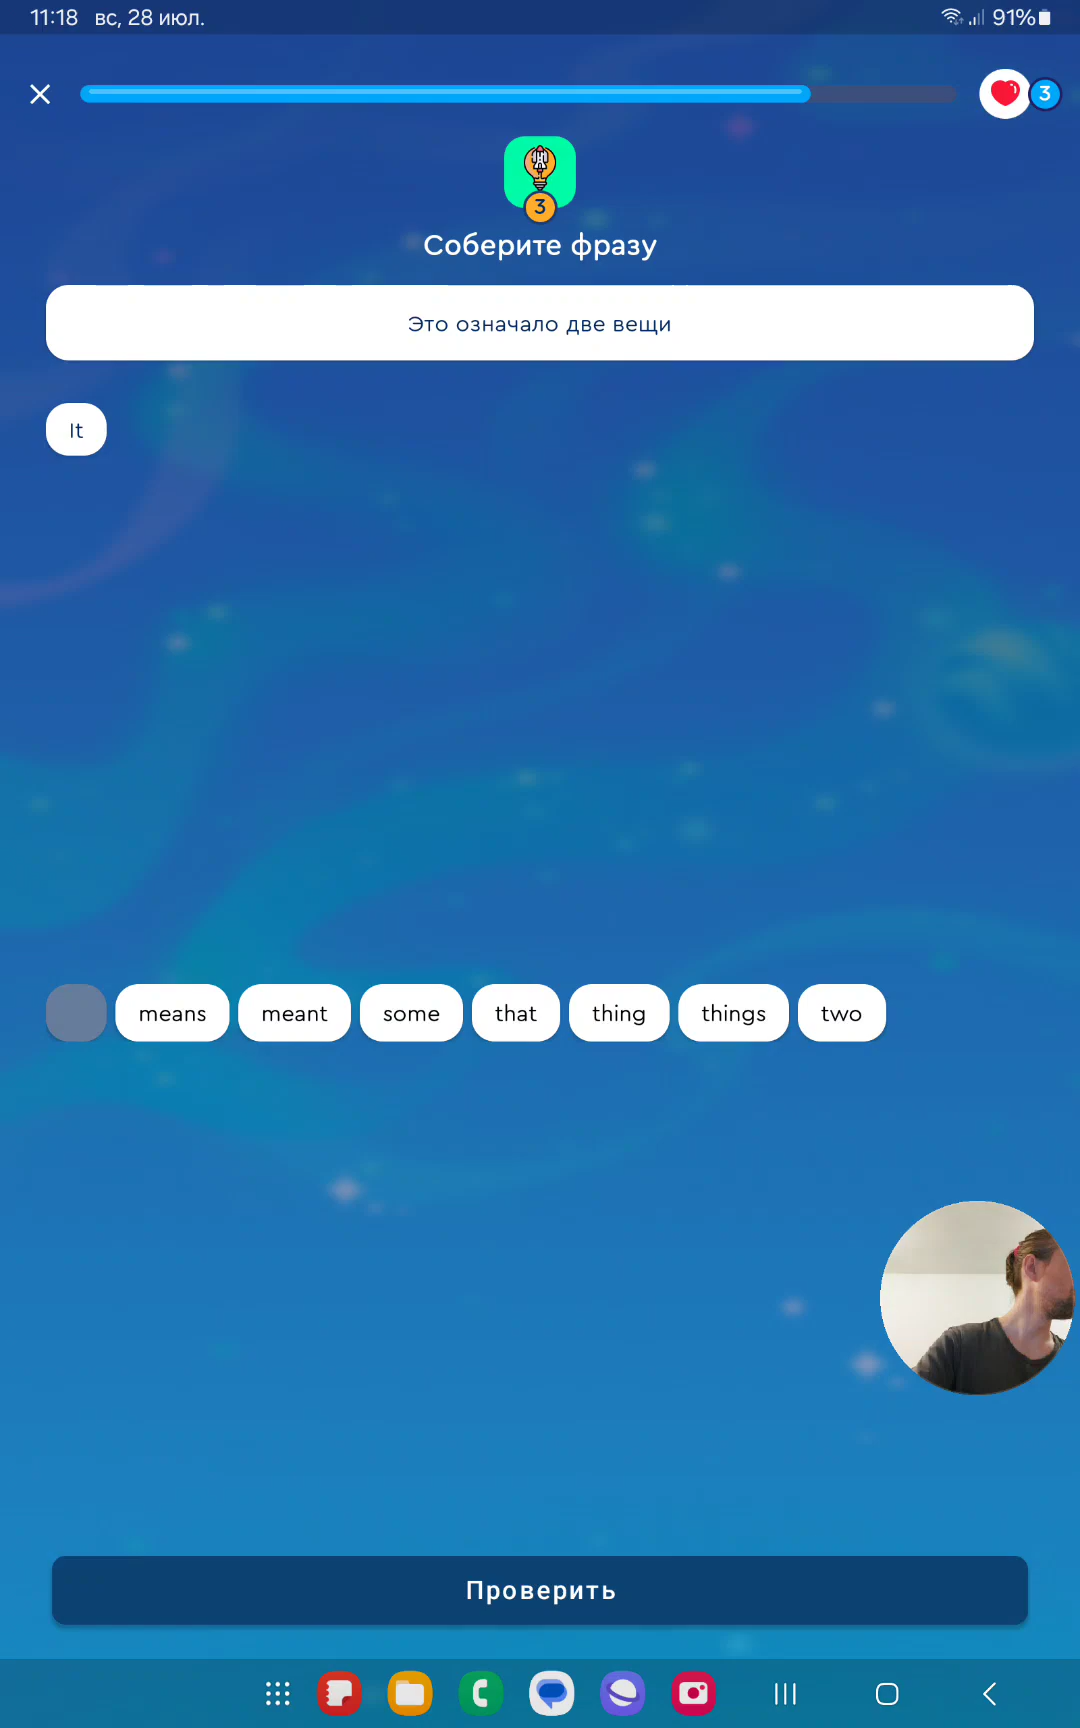 11:18 вс, 28 июл. 91%
3
3
Соберите фразу
Это означало две вещи
It
means meant some that thing things two
Проверить